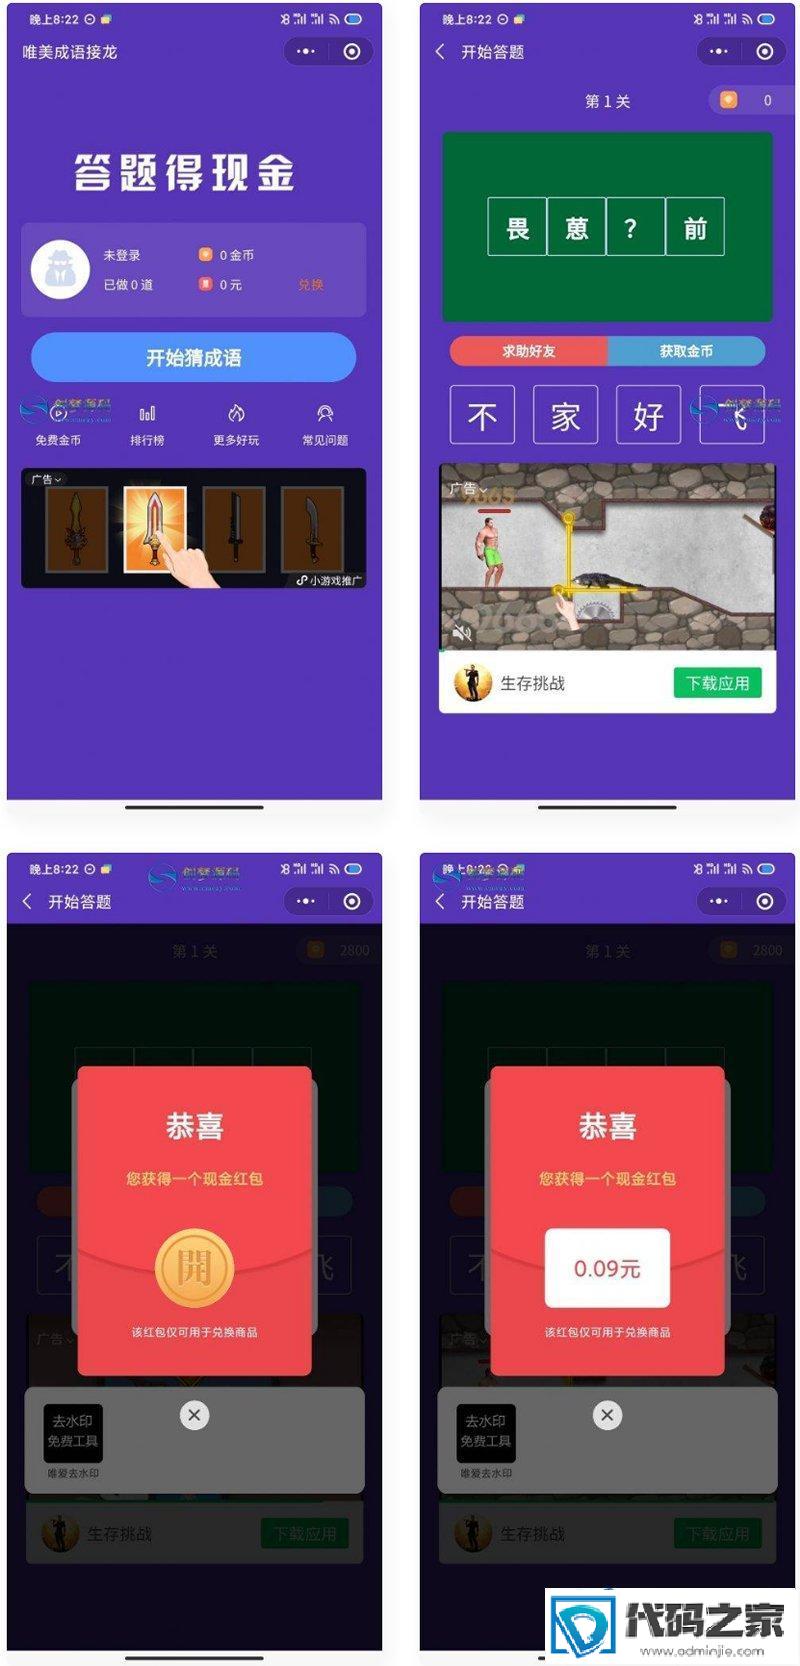 晚上8:22
唯美成语接龙
答题得现金
未登录
0 金币
已做 0 道
0 元
兑换
开始猜成语
免费金币
排行榜
更多好玩
常见问题
广告
小游戏推广
晚上8:22
开始答题
第 1 关
0
畏 葸 ? 前
求助好友
获取金币
不 家 好 飞
广告
生存挑战
下载应用
晚上8:22
开始答题
第 1 关
2800
恭喜
您获得一个现金红包
開
该红包仅可用于兑换商品
广告
去水印
免费工具
唯爱去水印
生存挑战
下载应用
晚上8:22
开始答题
第 1 关
2800
恭喜
您获得一个现金红包
0.09元
该红包仅可用于兑换商品
广告
去水印
免费工具
唯爱去水印
生存挑战
下载应用
代码之家
www.adminjie.com